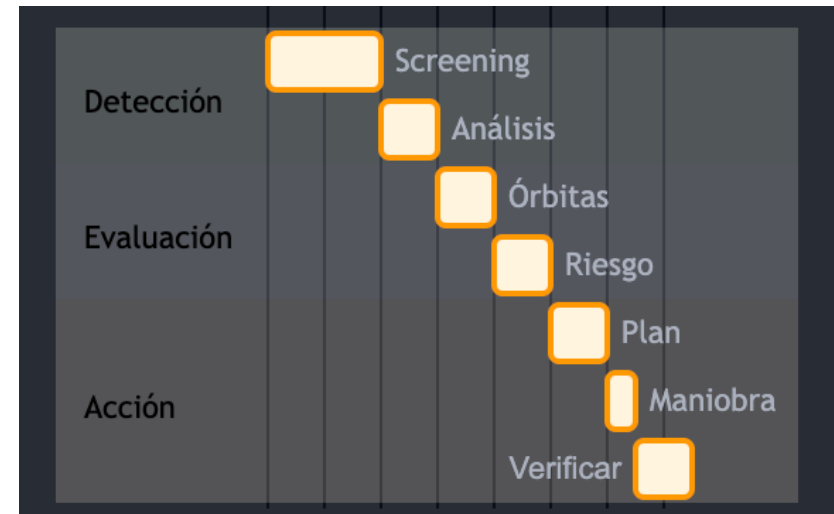 Screening
Detección
Análisis
Órbitas
Evaluación
Riesgo
Plan
Maniobra
Acción
Verificar